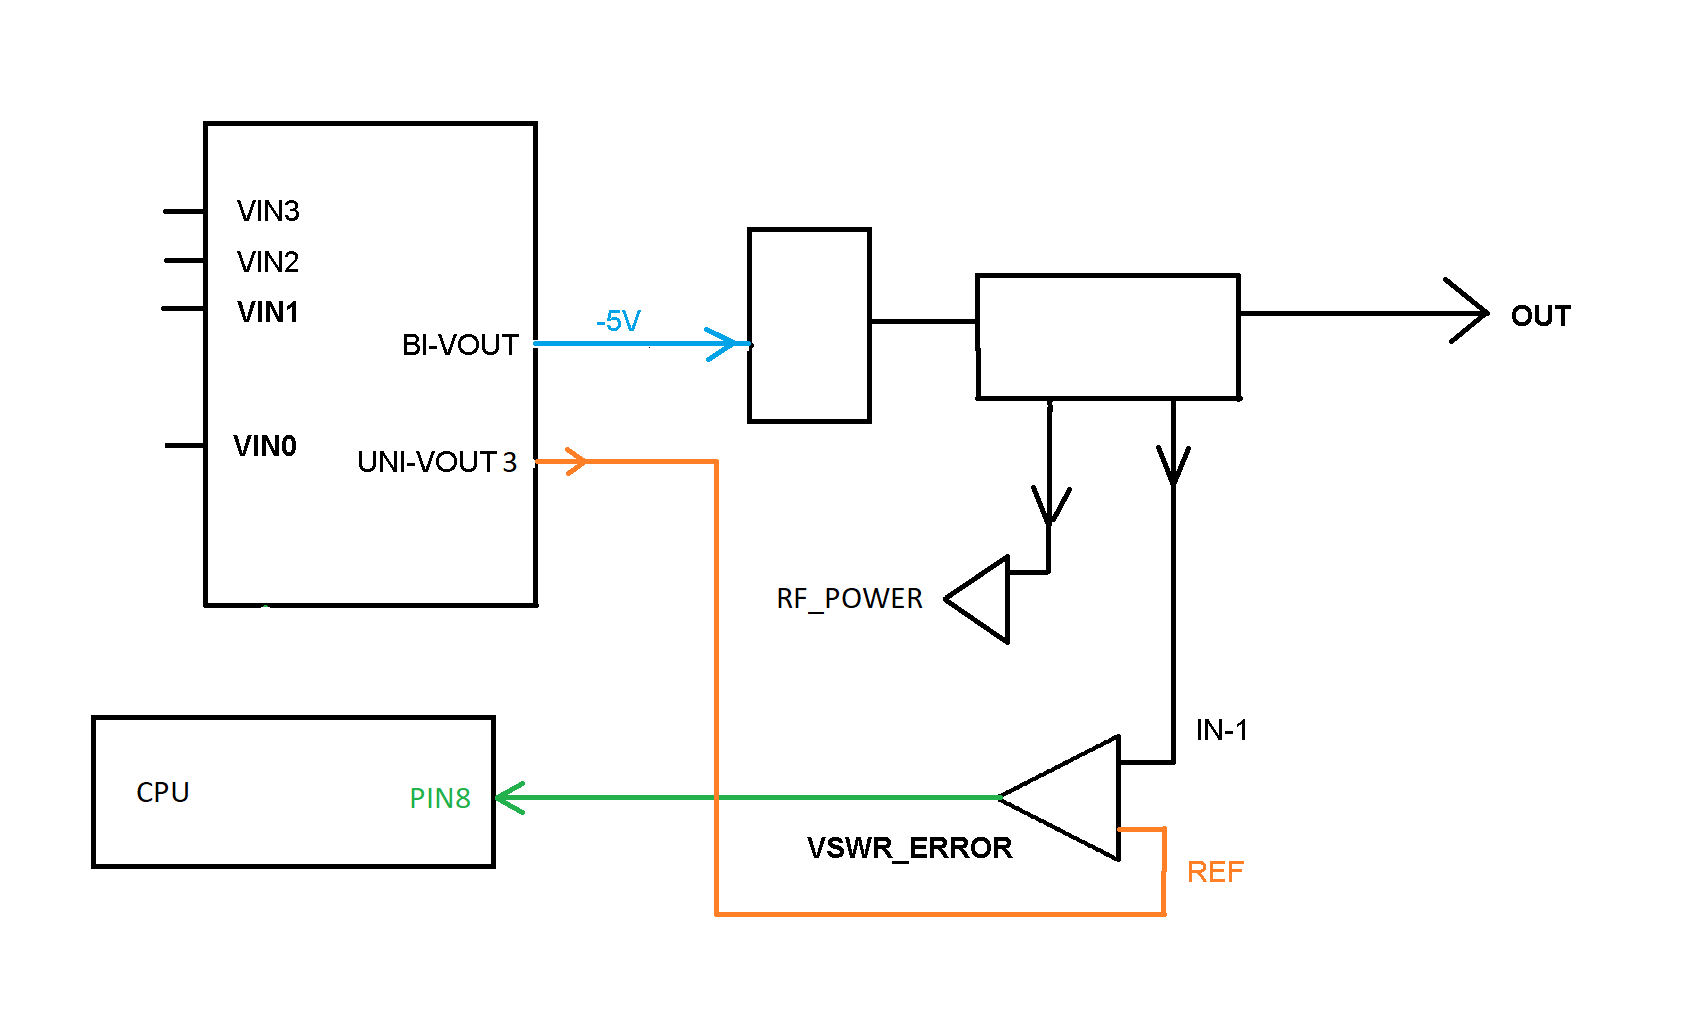 VIN3
VIN2
VIN1
VIN0
BI-VOUT
UNI-VOUT 3
-5V
OUT
RF_POWER
IN-1
CPU
PIN8
VSWR_ERROR
REF